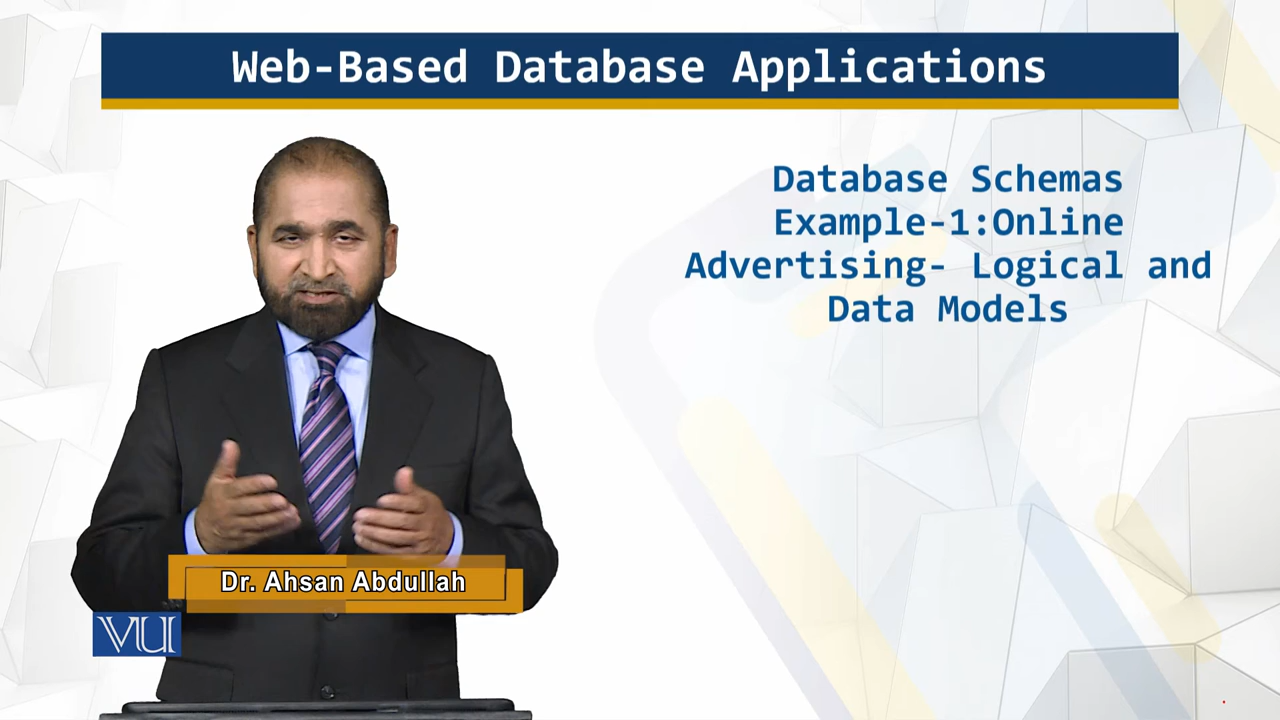 Web-Based Database Applications
Database Schemas
Example-1:Online
Advertising- Logical and
Data Models
Dr. Ahsan Abdullah
VU